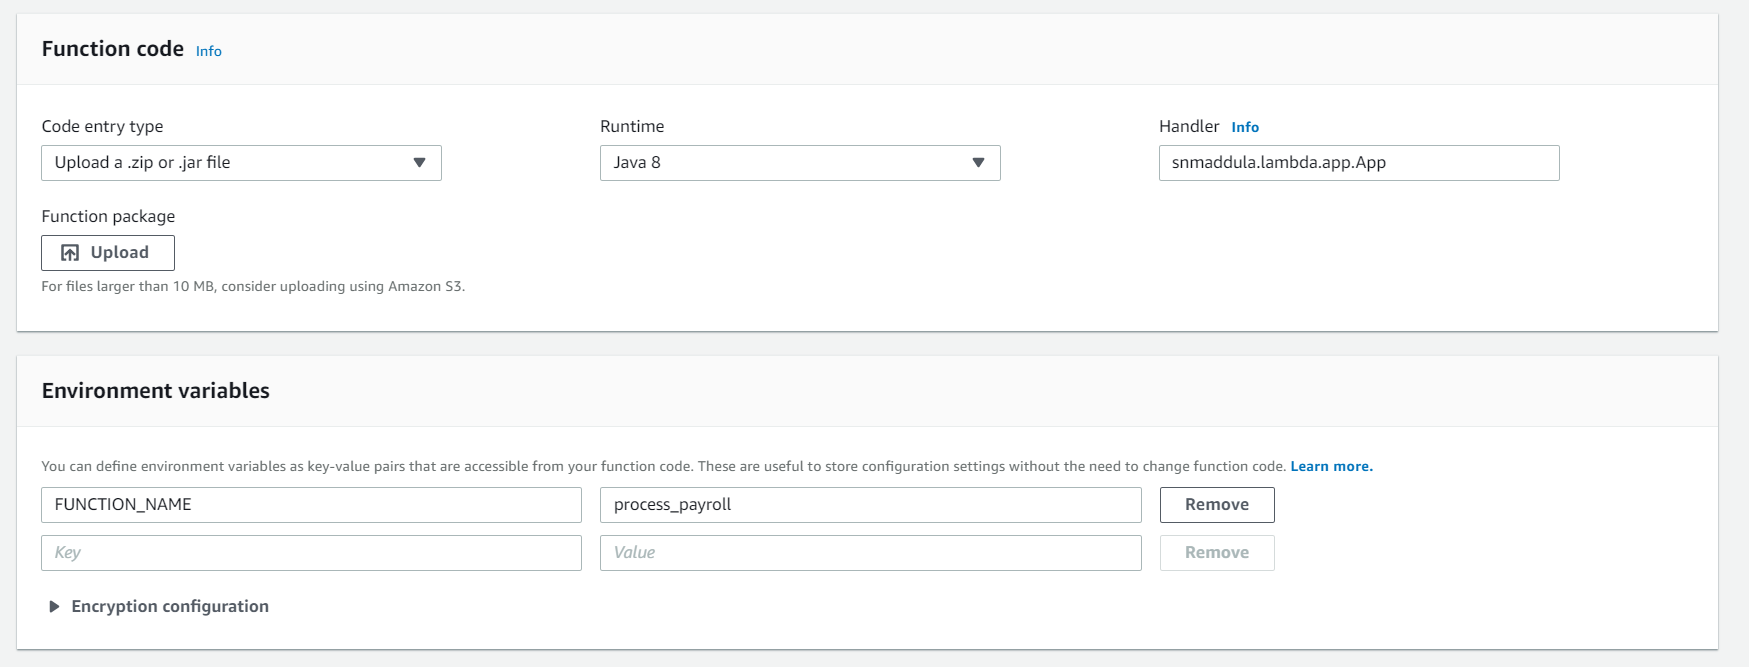 Function code Info
Code entry type Runtime Handler Info
Upload a .zip or .jar file Java 8 snmaddula.lambda.app.App
Function package
Upload
For files larger than 10 MB, consider uploading using Amazon S3.
Environment variables
You can define environment variables as key-value pairs that are accessible from your function code. These are useful to store configuration settings without the need to change function code. Learn more.
FUNCTION_NAME process_payroll Remove
Key Value Remove
Encryption configuration